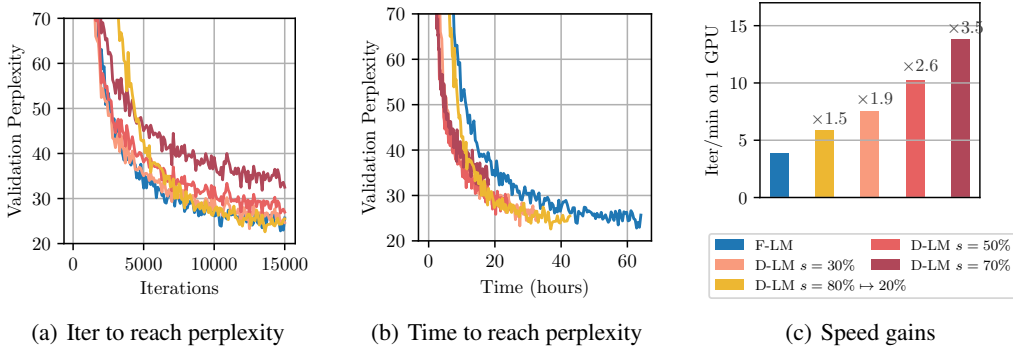 70
60
50
40
30
20
Validation Perplexity
0
5000
10000
15000
Iterations
(a) Iter to reach perplexity
70
60
50
40
30
20
Validation Perplexity
0
20
40
60
Time (hours)
(b) Time to reach perplexity
15
10
5
0
Iter/min on 1 GPU
×1.5
×1.9
×2.6
×3.5
F-LM
D-LM s = 30%
D-LM s = 80% ↦ 20%
D-LM s = 50%
D-LM s = 70%
(c) Speed gains